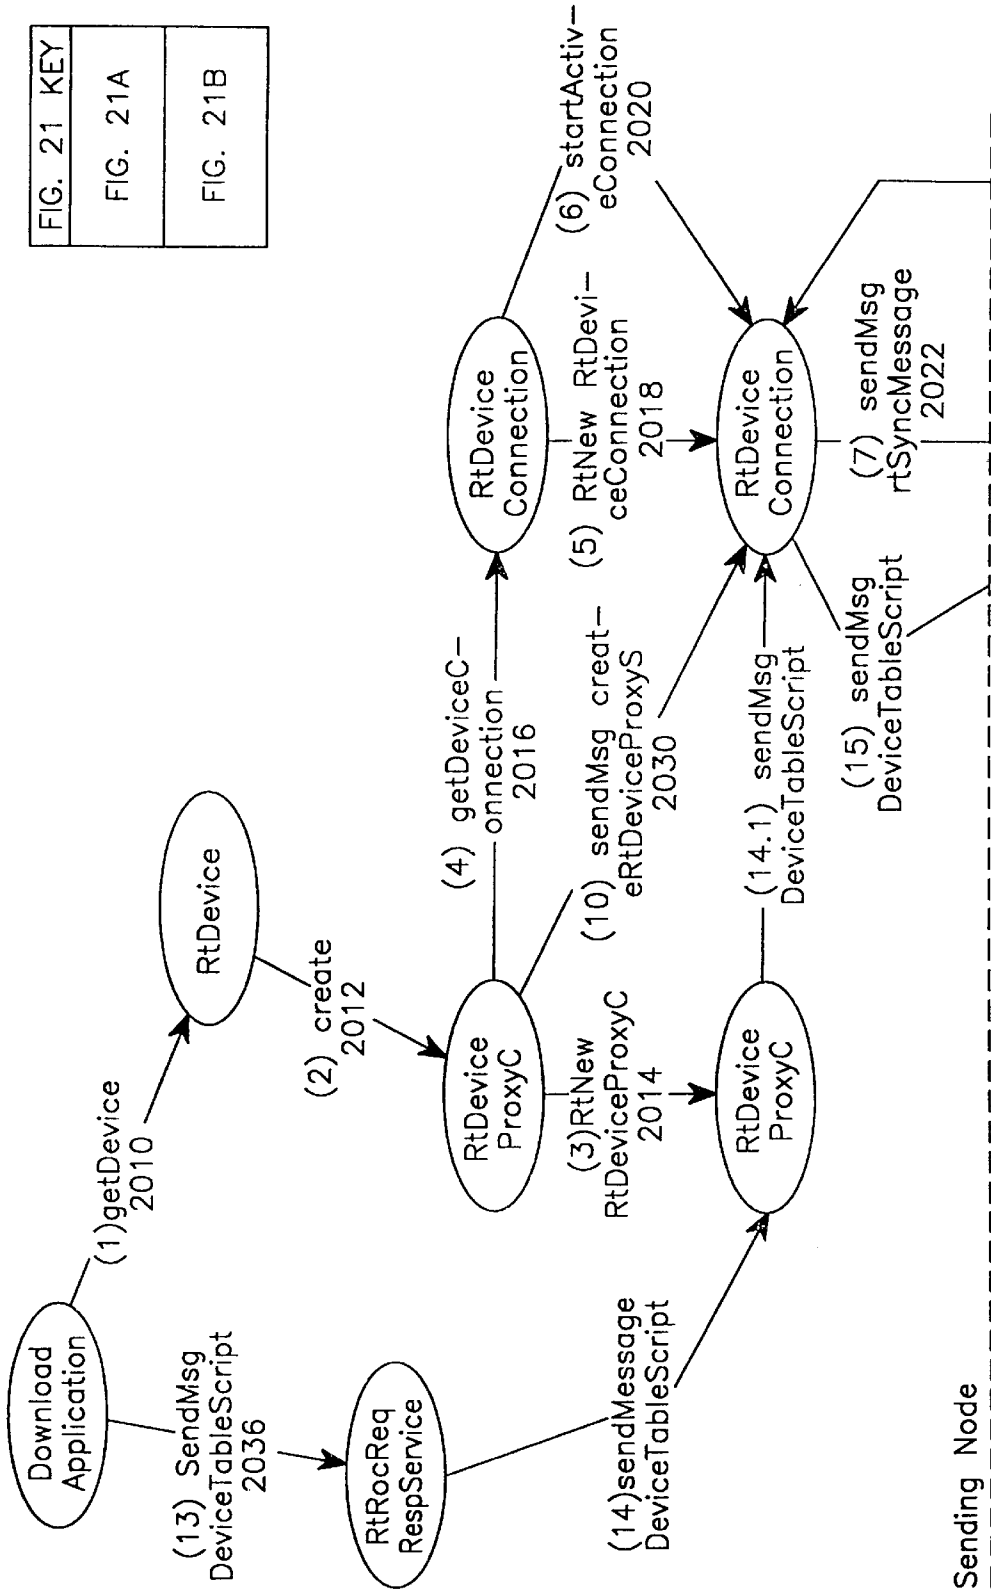 FIG. 21 KEY
FIG. 21A
FIG. 21B
Download
Application
(1)getDevice
2010
RtDevice
(2) create
2012
(13) SendMsg
DeviceTableScript
2036
RtRocReq
RespService
(14)sendMessage
DeviceTableScript
RtDevice
ProxyC
(3)RtNew
RtDeviceProxyC
2014
RtDevice
ProxyC
(4) getDeviceC-
onnection
2016
RtDevice
Connection
(5) RtNew RtDevi-
ceConnection
2018
(6) startActiv-
eConnection
2020
(10) sendMsg creat-
eRtDeviceProxyS
2030
(14.1) sendMsg
DeviceTableScript
RtDevice
Connection
(7) sendMsg
rtSyncMessage
2022
(15) sendMsg
DeviceTableScript
Sending Node